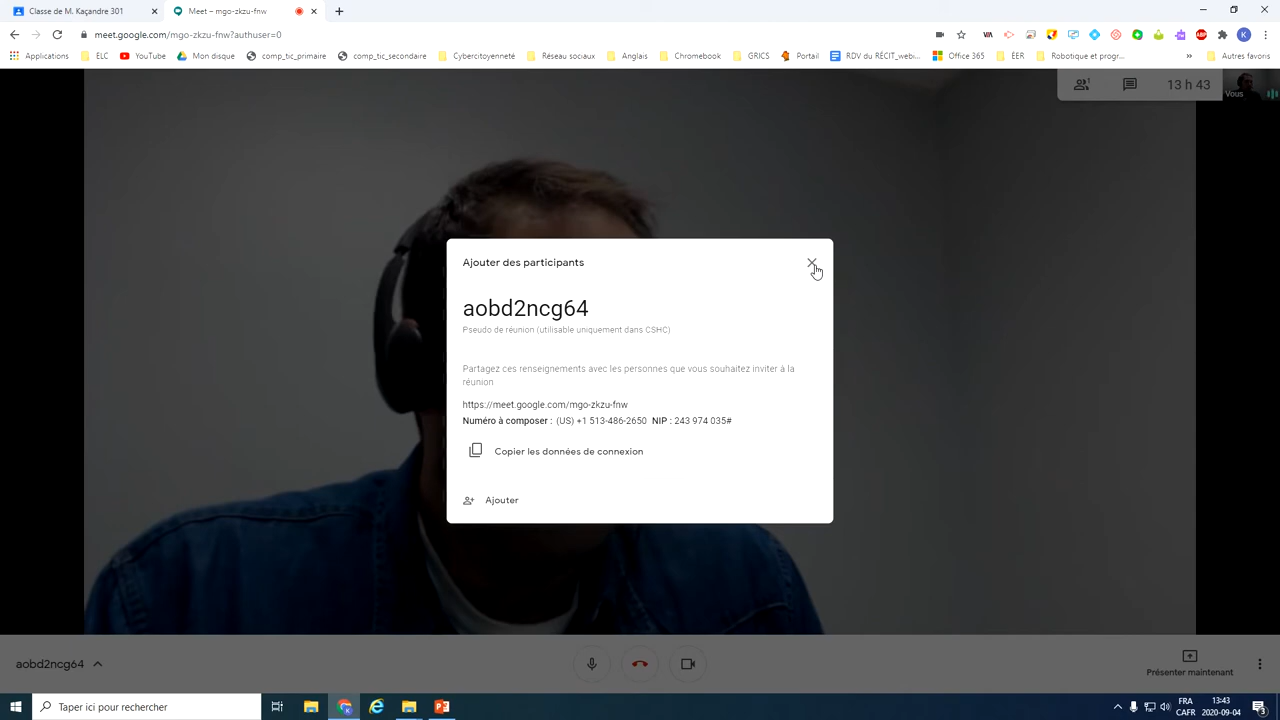 Classe de M. Kaçandre 301
Meet – mgo-zkzu-fnw
meet.google.com/mgo-zkzu-fnw?authuser=0
Applications ELC YouTube Mon disque comp_tic_primaire comp_tic_secondaire Cybercitoyenneté Réseau sociaux Anglais Chromebook GRICS Portail RDV du RÉCIT_webi... Office 365 ÉER Robotique et progr... » Autres favoris
13 h 43
Vous
Ajouter des participants
aobd2ncg64
Pseudo de réunion (utilisable uniquement dans CSHC)
Partagez ces renseignements avec les personnes que vous souhaitez inviter à la
réunion
https://meet.google.com/mgo-zkzu-fnw
Numéro à composer : (US) +1 513-486-2650 NIP : 243 974 035#
Copier les données de connexion
Ajouter
aobd2ncg64
Présenter maintenant
Taper ici pour rechercher
FRA
CAFR
13:43
2020-09-04